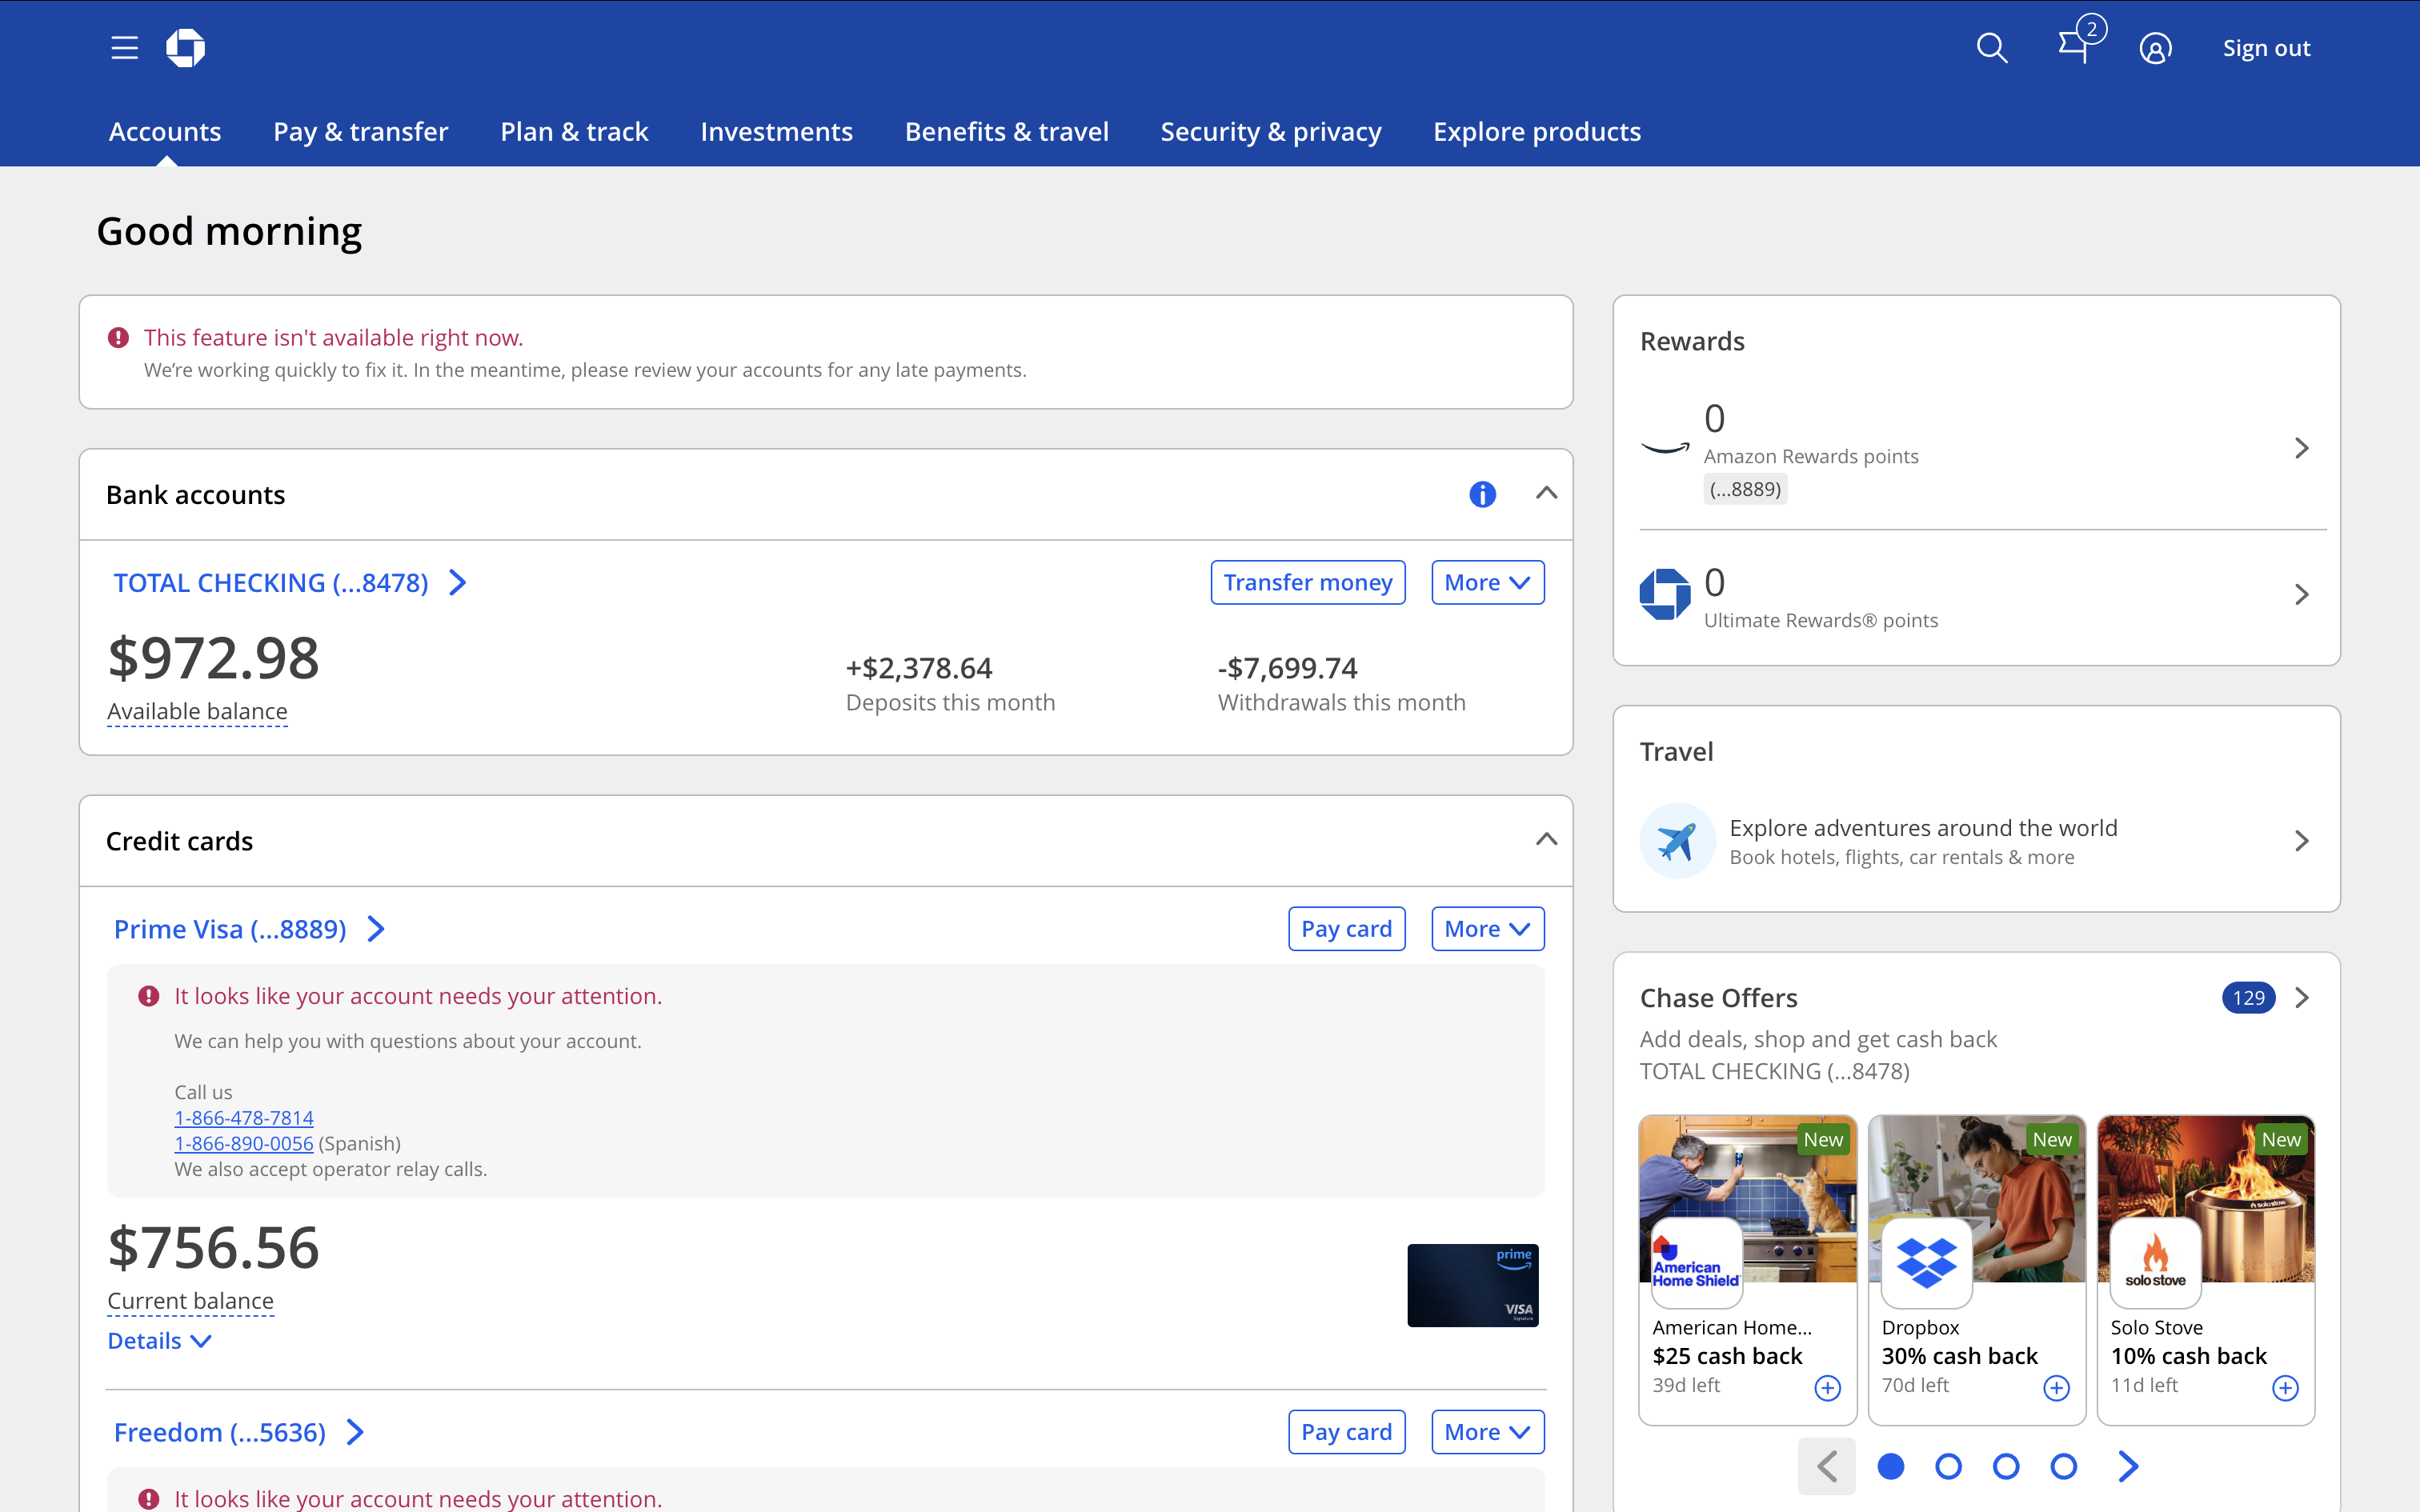 2
Sign out
Accounts
Pay & transfer
Plan & track
Investments
Benefits & travel
Security & privacy
Explore products
Good morning
This feature isn't available right now.
We're working quickly to fix it. In the meantime, please review your accounts for any late payments.
Bank accounts
TOTAL CHECKING (...8478)
Transfer money
More
$972.98
Available balance
+$2,378.64
Deposits this month
-$7,699.74
Withdrawals this month
Credit cards
Prime Visa (...8889)
Pay card
More
It looks like your account needs your attention.
We can help you with questions about your account.
Call us
1-866-478-7814
1-866-890-0056 (Spanish)
We also accept operator relay calls.
$756.56
Current balance
Details
prime
VISA
Signature
Freedom (...5636)
Pay card
More
It looks like your account needs your attention.
Rewards
0
Amazon Rewards points
(...8889)
0
Ultimate Rewards® points
Travel
Explore adventures around the world
Book hotels, flights, car rentals & more
Chase Offers
129
Add deals, shop and get cash back
TOTAL CHECKING (...8478)
New
American
Home Shield
American Home...
$25 cash back
39d left
New
Dropbox
30% cash back
70d left
New
solo stove
solo stove
Solo Stove
10% cash back
11d left